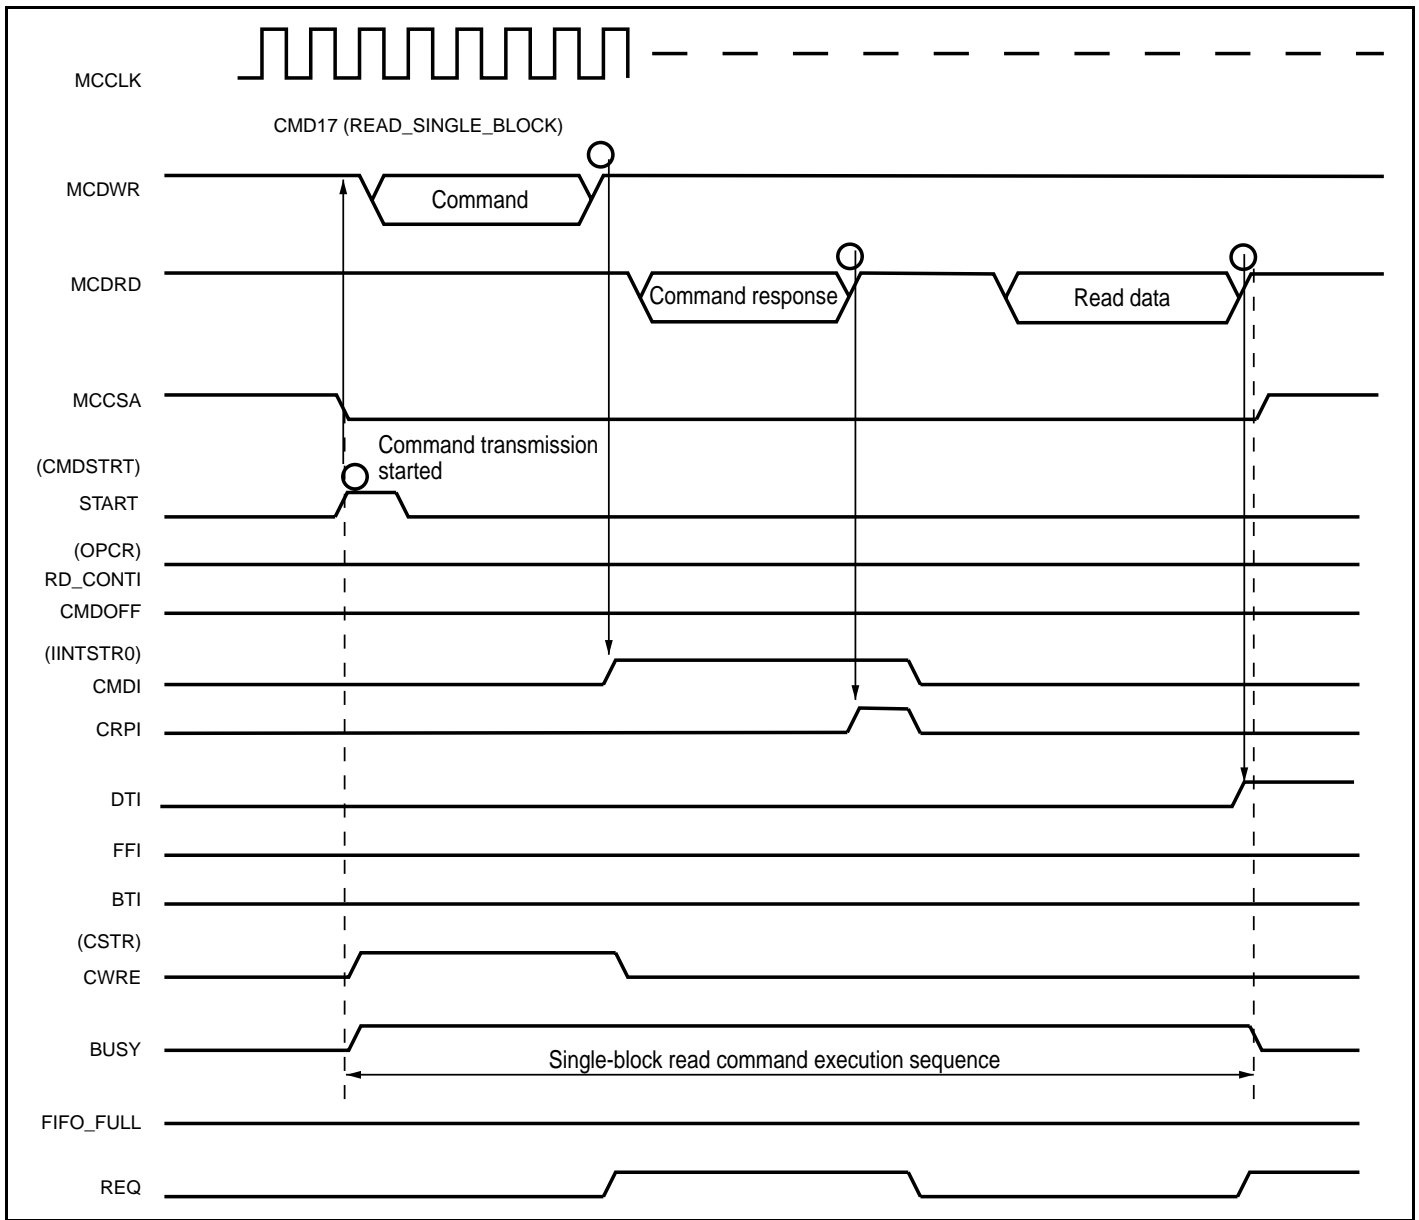 MCCLK
CMD17 (READ_SINGLE_BLOCK)
MCDWR
Command
MCDRD
Command response
Read data
MCCSA
Command transmission
started
(CMDSTRT)
START
(OPCR)
RD_CONTI
CMDOFF
(IINTSTR0)
CMDI
CRPI
DTI
FFI
BTI
(CSTR)
CWRE
BUSY
Single-block read command execution sequence
FIFO_FULL
REQ